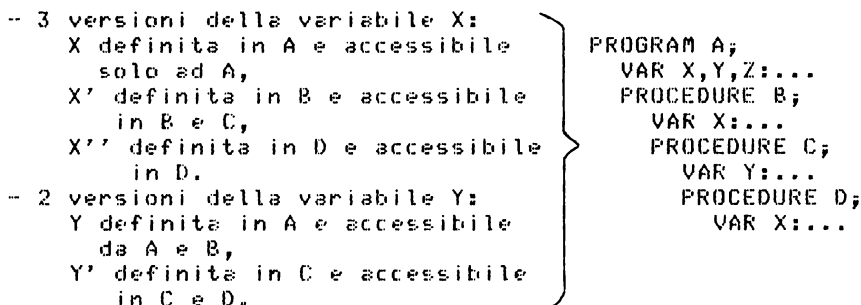 - 3 versioni della variabile X:
X definita in A e accessibile
solo ad A,
X' definita in B e accessibile
in B e C,
X'' definita in D e accessibile
in D.
- 2 versioni della variabile Y:
Y definita in A e accessibile
da A e B,
Y' definita in C e accessibile
in C e D.
PROGRAM A;
VAR X,Y,Z:...
PROCEDURE B;
VAR X:...
PROCEDURE C;
VAR Y:...
PROCEDURE D;
VAR X:...